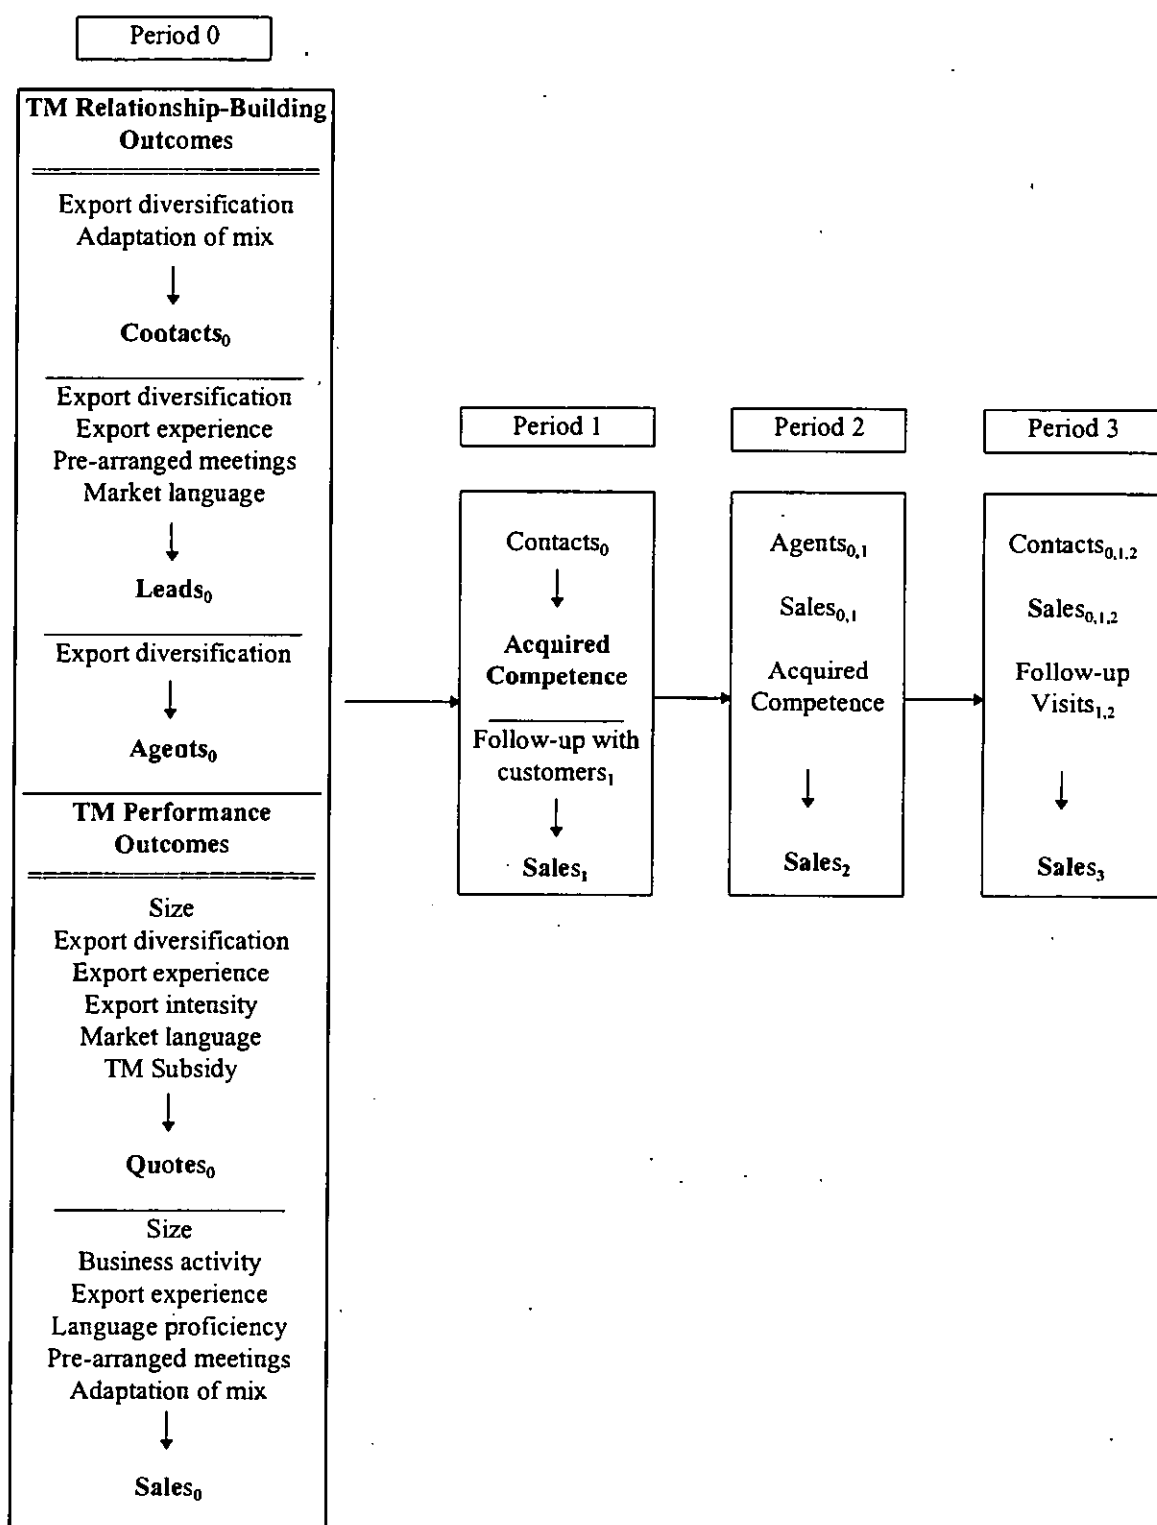 Period 0
TM Relationship-Building
Outcomes
Export diversification
Adaptation of mix
Cootacts₀
Export diversification
Export experience
Pre-arranged meetings
Market language
Leads₀
Export diversification
Agents₀
TM Performance
Outcomes
Size
Export diversification
Export experience
Export intensity
Market language
TM Subsidy
Quotes₀
Size
Business activity
Export experience
Language proficiency
Pre-arranged meetings
Adaptation of mix
Sales₀
Period 1
Contacts₀
Acquired
Competence
Follow-up with
customers₁
Sales₁
Period 2
Agents₀,₁
Sales₀,₁
Acquired
Competence
Sales₂
Period 3
Contacts₀,₁,₂
Sales₀,₁,₂
Follow-up
Visits₁,₂
Sales₃